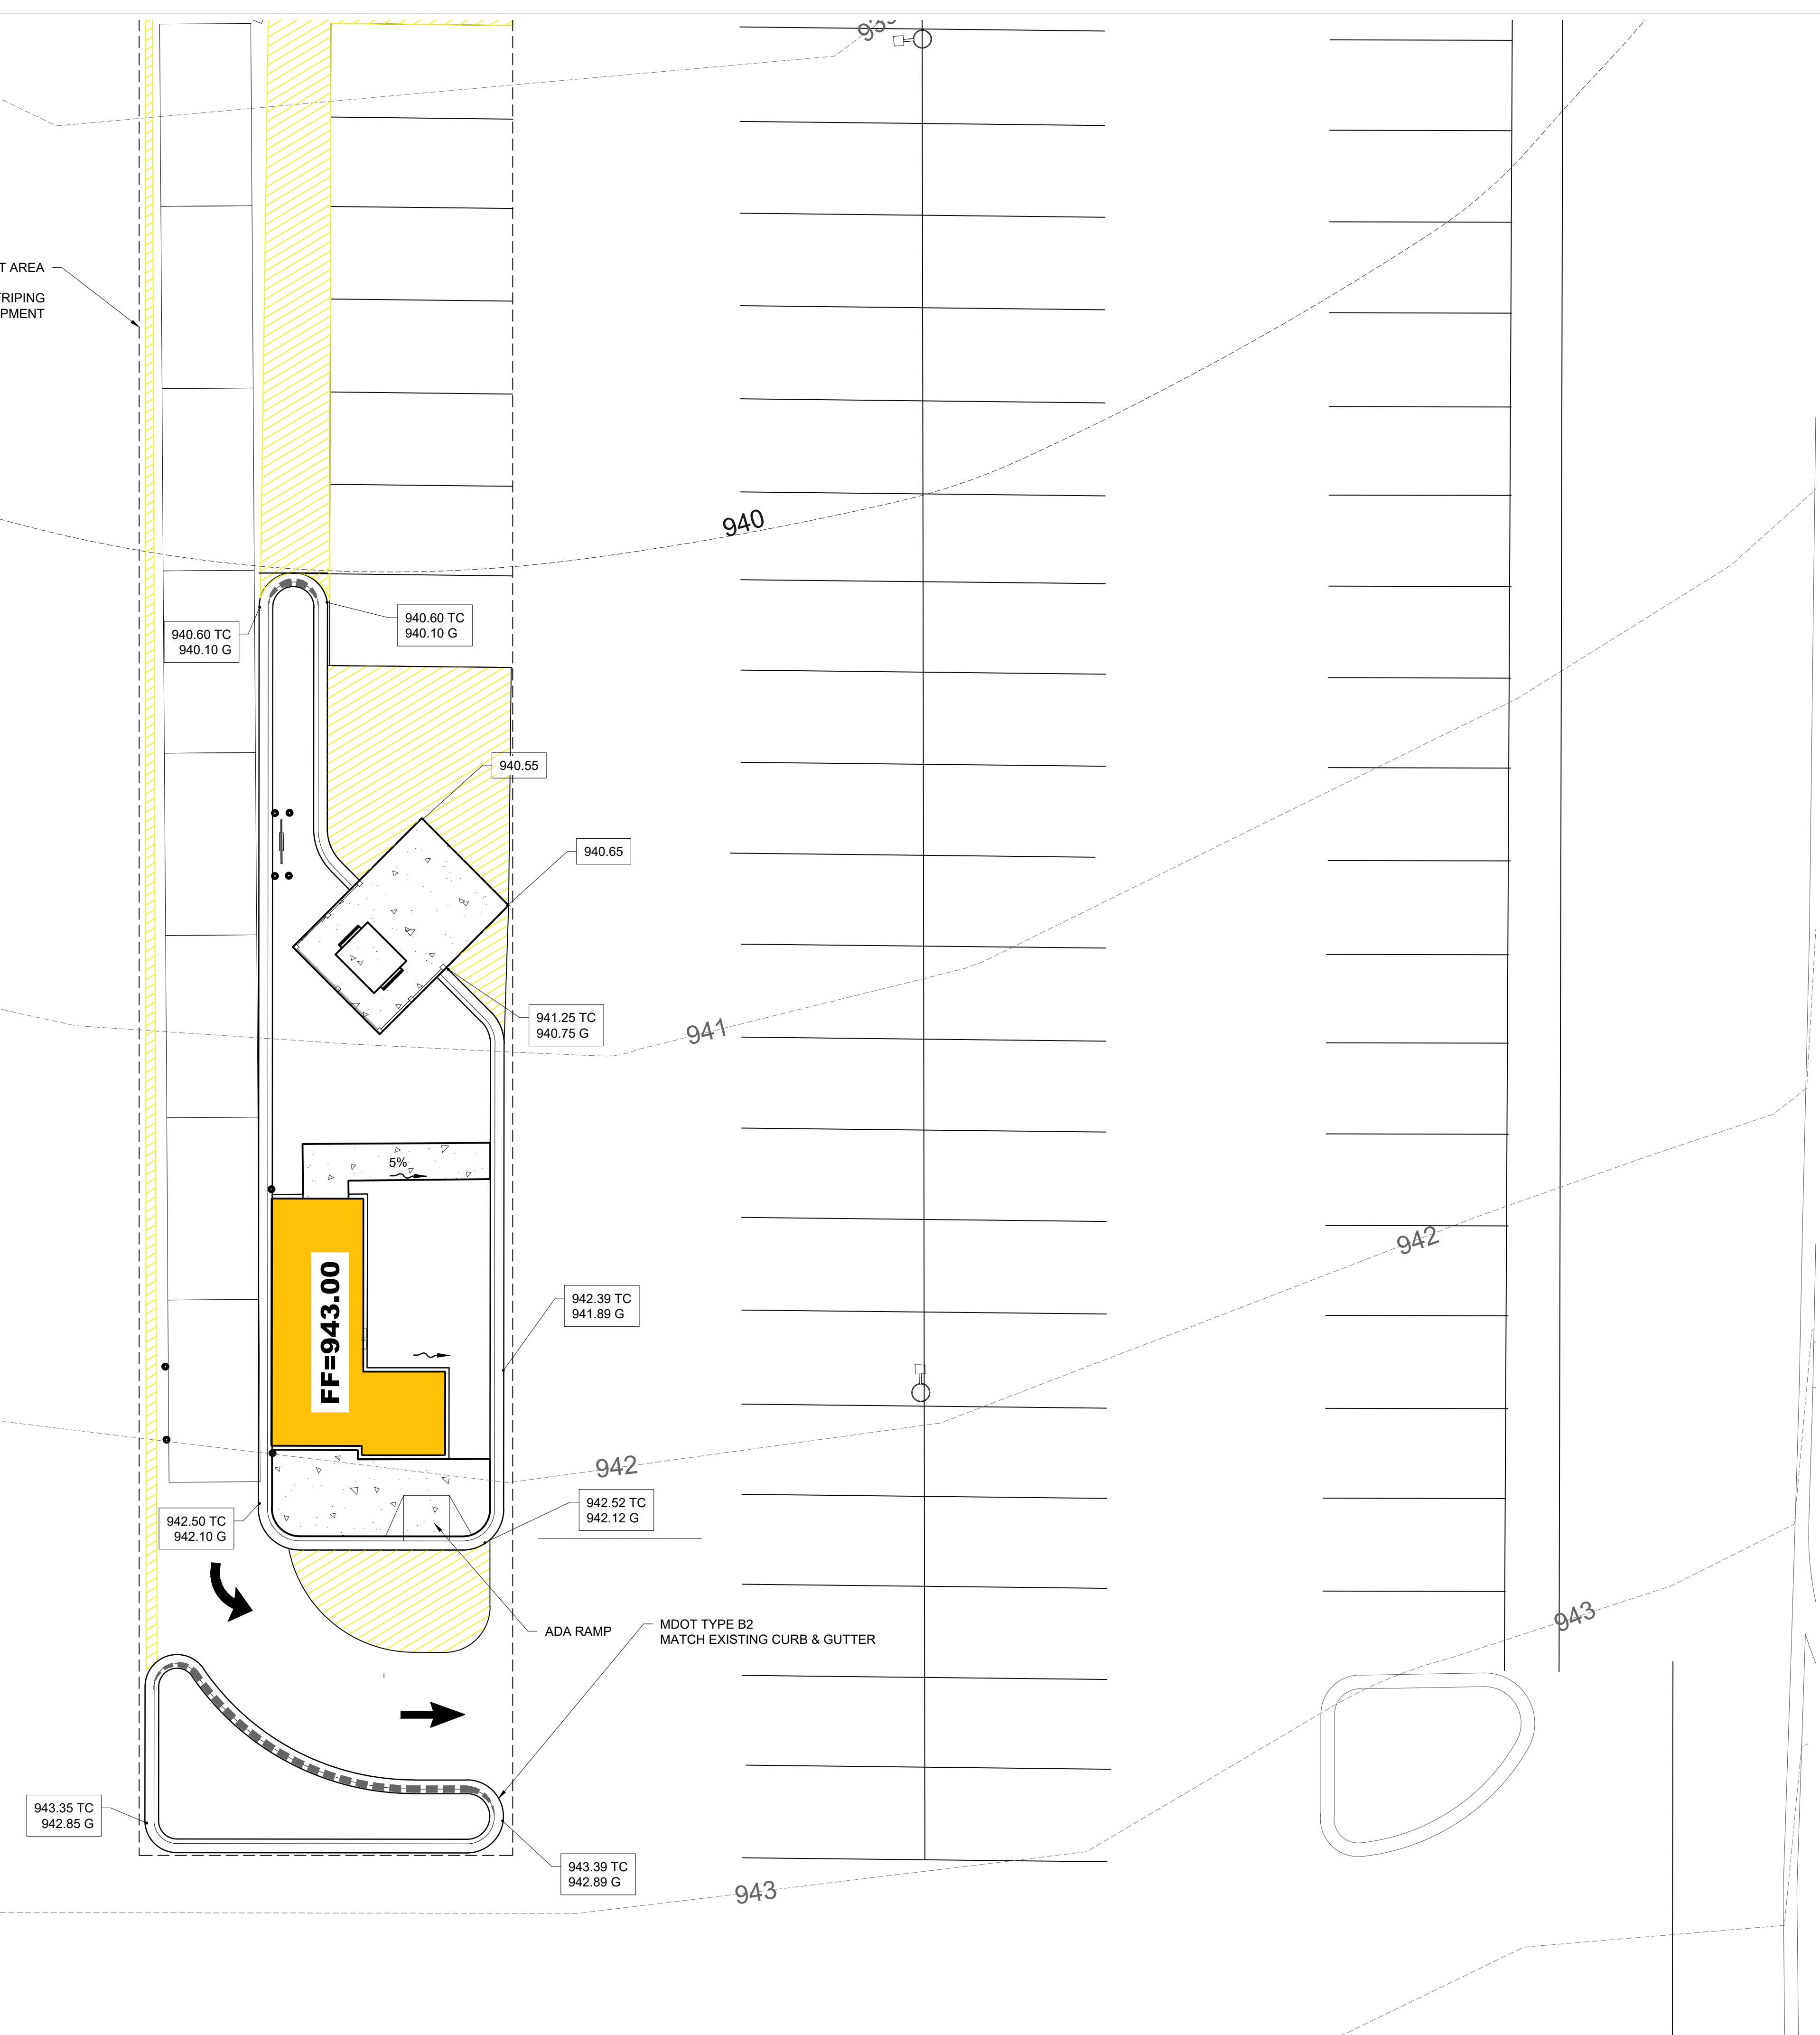 T AREA
TRIPING
PMENT
940
940.60 TC
940.10 G
940.60 TC
940.10 G
940.55
940.65
941.25 TC
940.75 G
941
5%
FF=943.00
942.39 TC
941.89 G
942
942
942.50 TC
942.10 G
942.52 TC
942.12 G
ADA RAMP
MDOT TYPE B2
MATCH EXISTING CURB & GUTTER
943
943.35 TC
942.85 G
943.39 TC
942.89 G
943